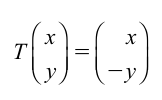 T(x y) = (x −y)